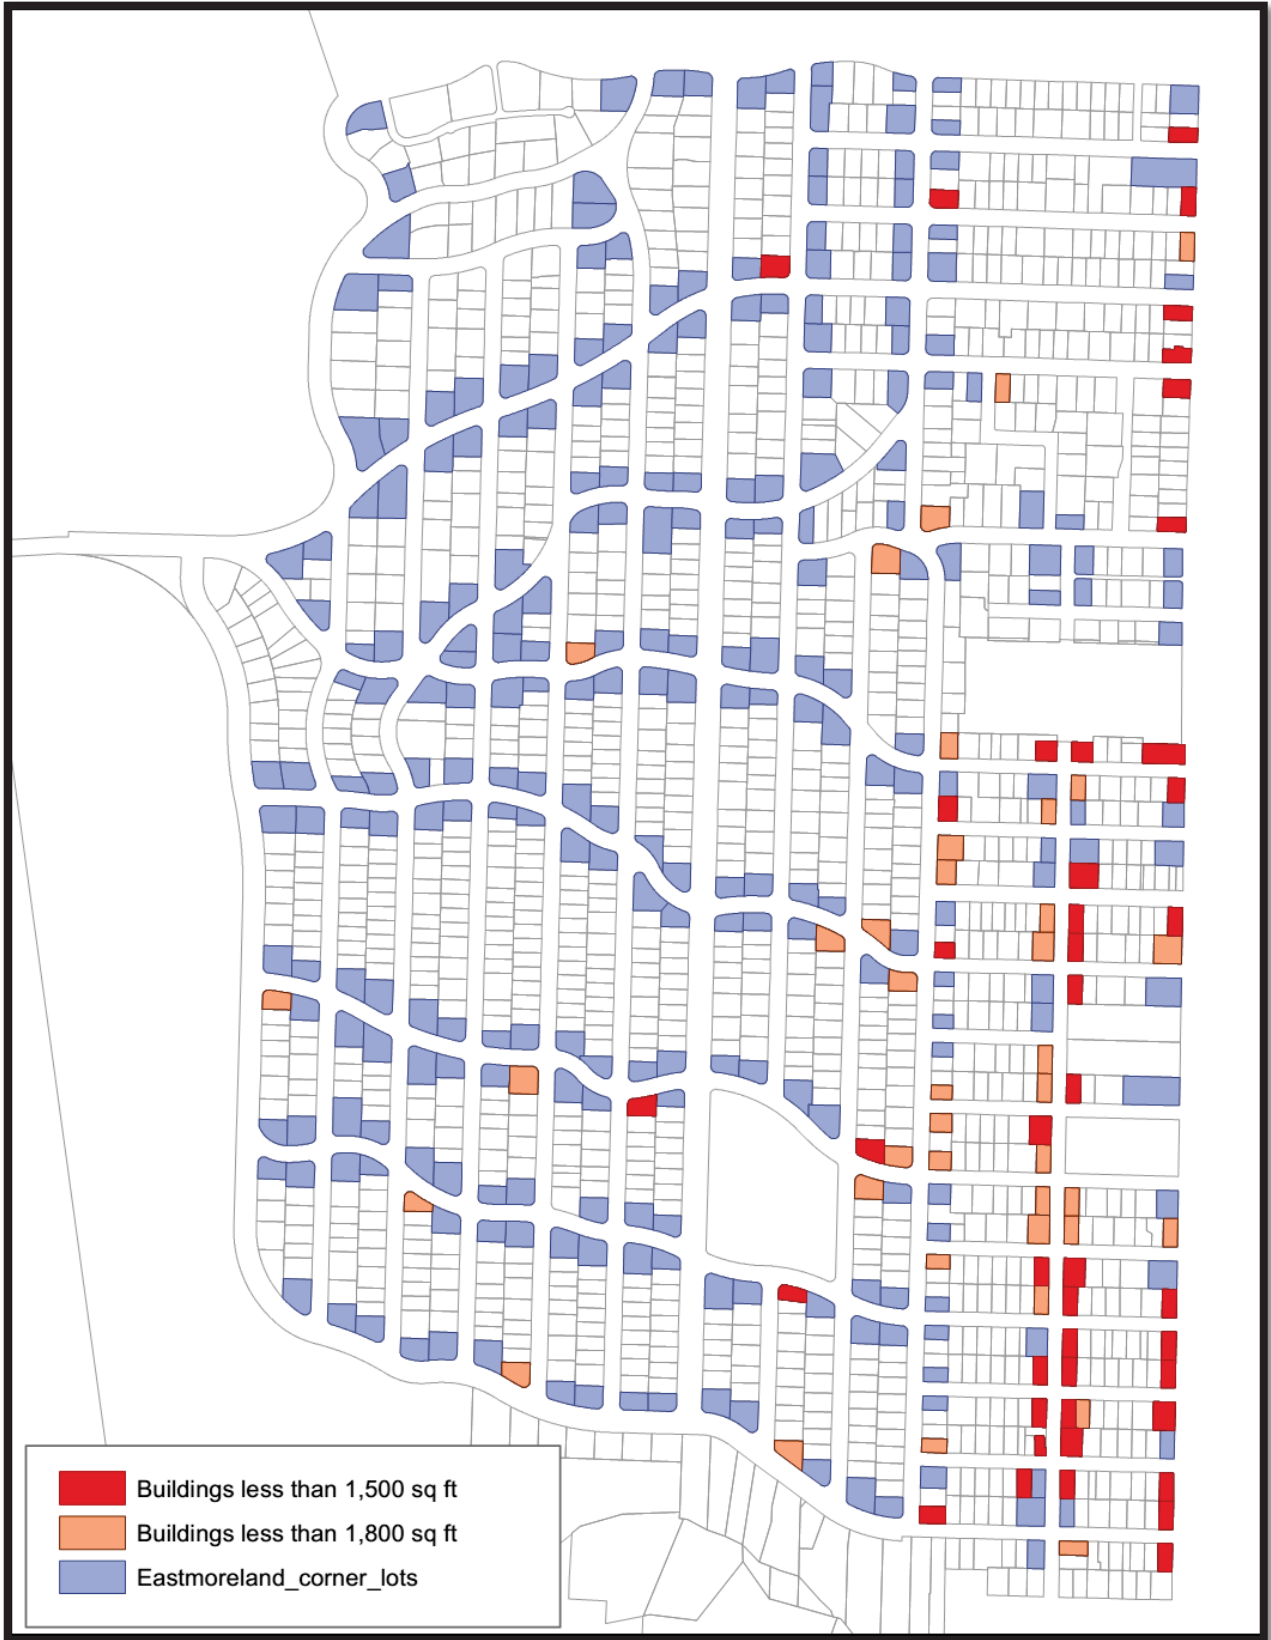 Buildings less than 1,500 sq ft
Buildings less than 1,800 sq ft
Eastmoreland_corner_lots